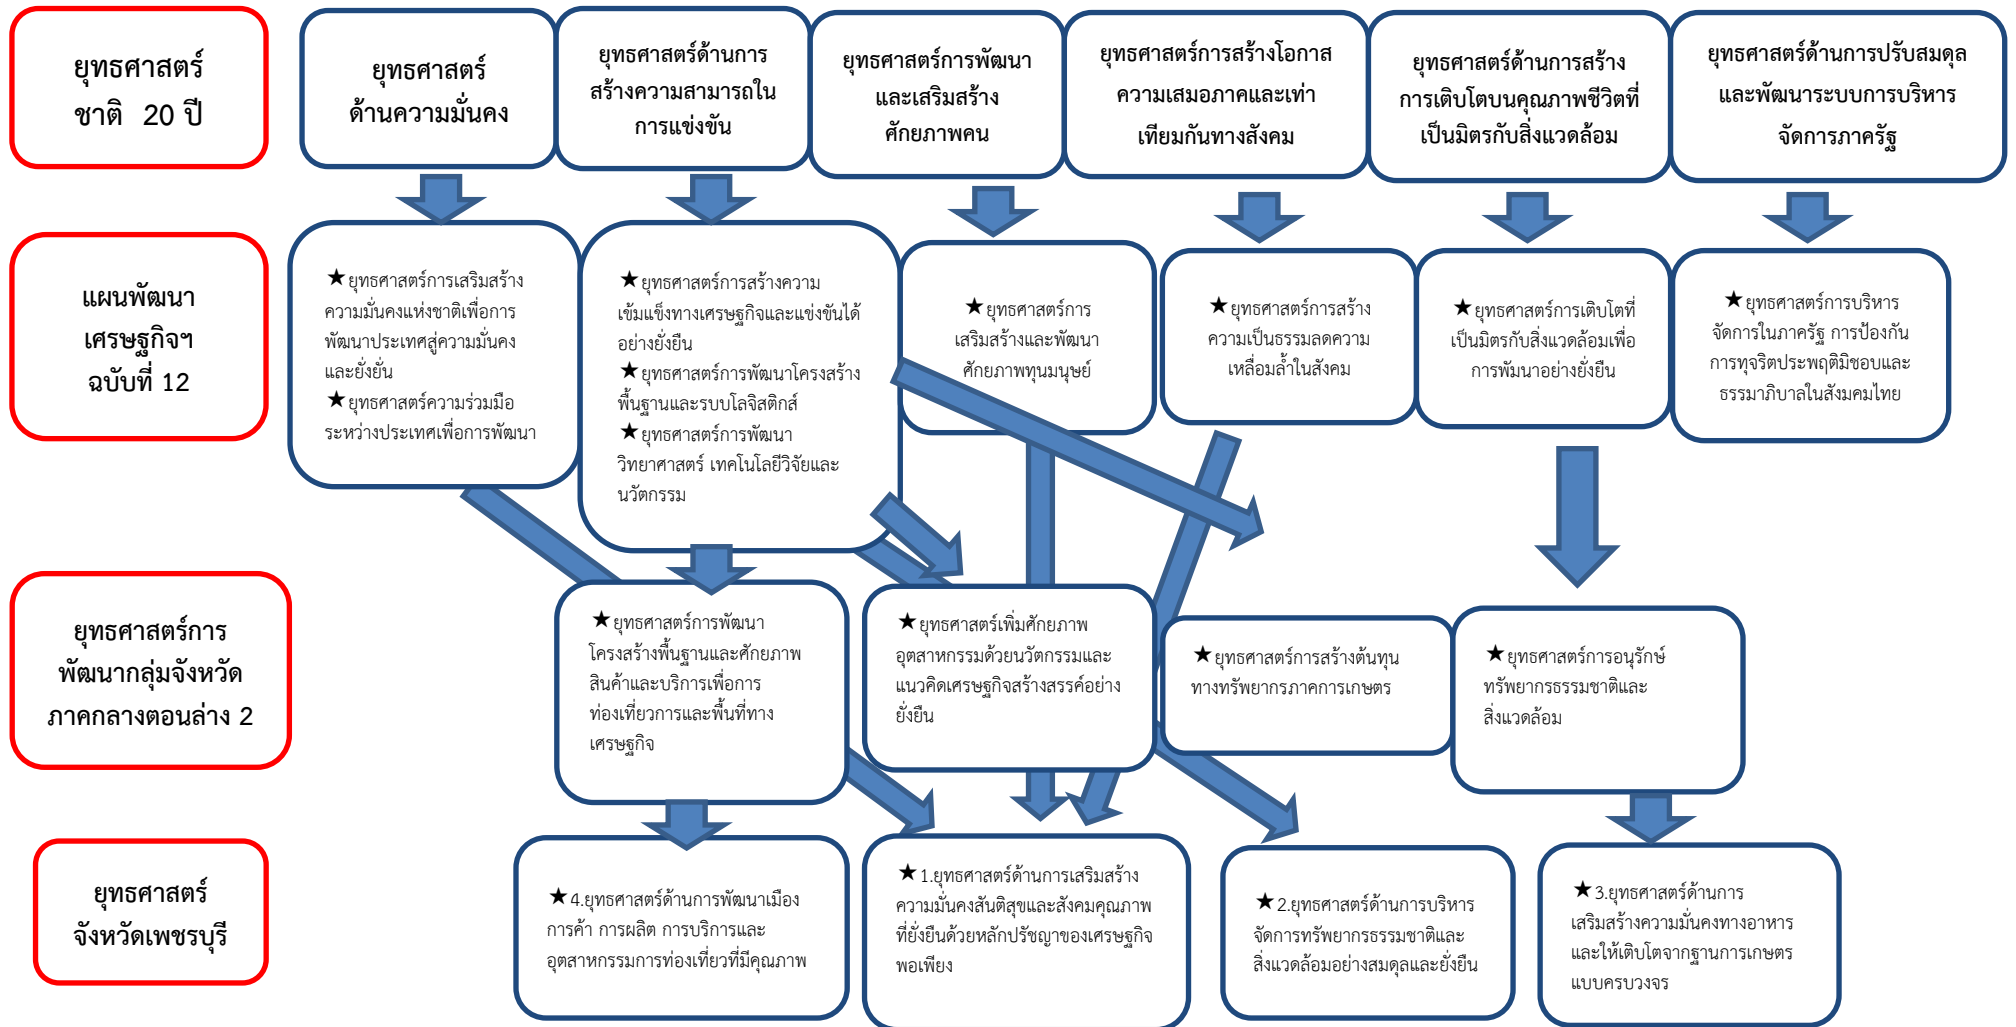 ยุทธศาสตร์
ชาติ 20 ปี
ยุทธศาสตร์
ด้านความมั่นคง
ยุทธศาสตร์ด้านการ
สร้างความสามารถใน
การแข่งขัน
ยุทธศาสตร์การพัฒนา
และเสริมสร้าง
ศักยภาพคน
ยุทธศาสตร์การสร้างโอกาส
ความเสมอภาคและเท่า
เทียมกันทางสังคม
ยุทธศาสตร์ด้านการสร้าง
การเติบโตบนคุณภาพชีวิตที่
เป็นมิตรกับสิ่งแวดล้อม
ยุทธศาสตร์ด้านการปรับสมดุล
และพัฒนาระบบการบริหาร
จัดการภาครัฐ
แผนพัฒนา
เศรษฐกิจฯ
ฉบับที่ 12
★ยุทธศาสตร์การเสริมสร้าง
ความมั่นคงแห่งชาติเพื่อการ
พัฒนาประเทศสู่ความมั่นคง
และยั่งยั่น
★ยุทธศาสตร์ความร่วมมือ
ระหว่างประเทศเพื่อการพัฒนา
★ยุทธศาสตร์การสร้างความ
เข้มแข็งทางเศรษฐกิจและแข่งขันได้
อย่างยั่งยืน
★ยุทธศาสตร์การพัฒนาโครงสร้าง
พื้นฐานและรบบโลจิสติกส์
★ยุทธศาสตร์การพัฒนา
วิทยาศาสตร์ เทคโนโลยีวิจัยและ
นวัตกรรม
★ยุทธศาสตร์การ
เสริมสร้างและพัฒนา
ศักยภาพทุนมนุษย์
★ยุทธศาสตร์การสร้าง
ความเป็นธรรมลดความ
เหลื่อมล้ำในสังคม
★ยุทธศาสตร์การเติบโตที่
เป็นมิตรกับสิ่งแวดล้อมเพื่อ
การพัมนาอย่างยั่งยืน
★ยุทธศาสตร์การบริหาร
จัดการในภาครัฐ การป้องกัน
การทุจริตประพฤติมิชอบและ
ธรรมาภิบาลในสังมคมไทย
ยุทธศาสตร์การ
พัฒนากลุ่มจังหวัด
ภาคกลางตอนล่าง 2
★ยุทธศาสตร์การพัฒนา
โครงสร้างพื้นฐานและศักยภาพ
สินค้าและบริการเพื่อการ
ท่องเที่ยวการและพื้นที่ทาง
เศรษฐกิจ
★ยุทธศาสตร์เพิ่มศักยภาพ
อุตสาหกรรมด้วยนวัตกรรมและ
แนวคิดเศรษฐกิจสร้างสรรค์อย่าง
ยั่งยืน
★ยุทธศาสตร์การสร้างต้นทุน
ทางทรัพยากรภาคการเกษตร
★ยุทธศาสตร์การอนุรักษ์
ทรัพยากรธรรมชาติและ
สิ่งแวดล้อม
ยุทธศาสตร์
จังหวัดเพชรบุรี
★4.ยุทธศาสตร์ด้านการพัฒนาเมือง
การค้า การผลิต การบริการและ
อุตสาหกรรมการท่องเที่ยวที่มีคุณภาพ
★1.ยุทธศาสตร์ด้านการเสริมสร้าง
ความมั่นคงสันติสุขและสังคมคุณภาพ
ที่ยั่งยืนด้วยหลักปรัชญาของเศรษฐกิจ
พอเพียง
★2.ยุทธศาสตร์ด้านการบริหาร
จัดการทรัพยากรธรรมชาติและ
สิ่งแวดล้อมอย่างสมดุลและยั่งยืน
★3.ยุทธศาสตร์ด้านการ
เสริมสร้างความมั่นคงทางอาหาร
และให้เติบโตจากฐานการเกษตร
แบบครบวงจร